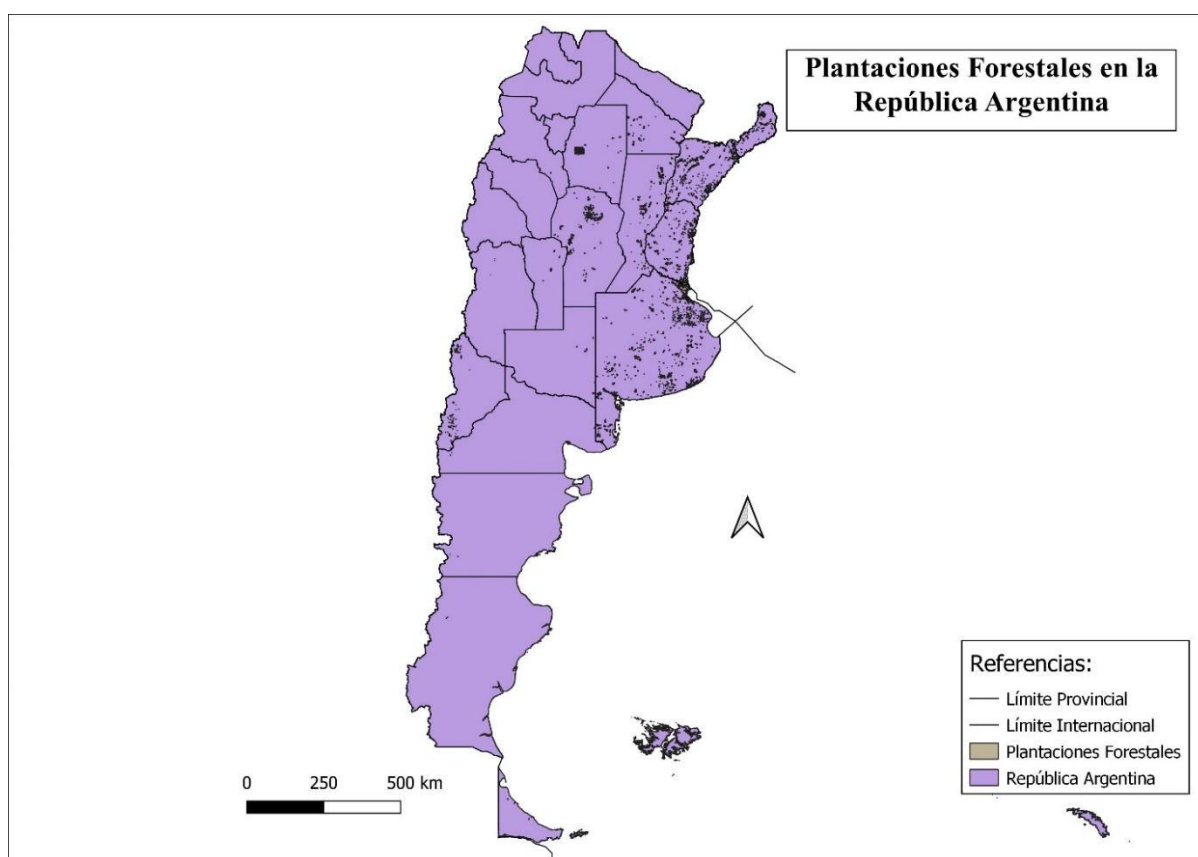 Plantaciones Forestales en la
República Argentina
Referencias:
Límite Provincial
Límite Internacional
Plantaciones Forestales
República Argentina
0 250 500 km